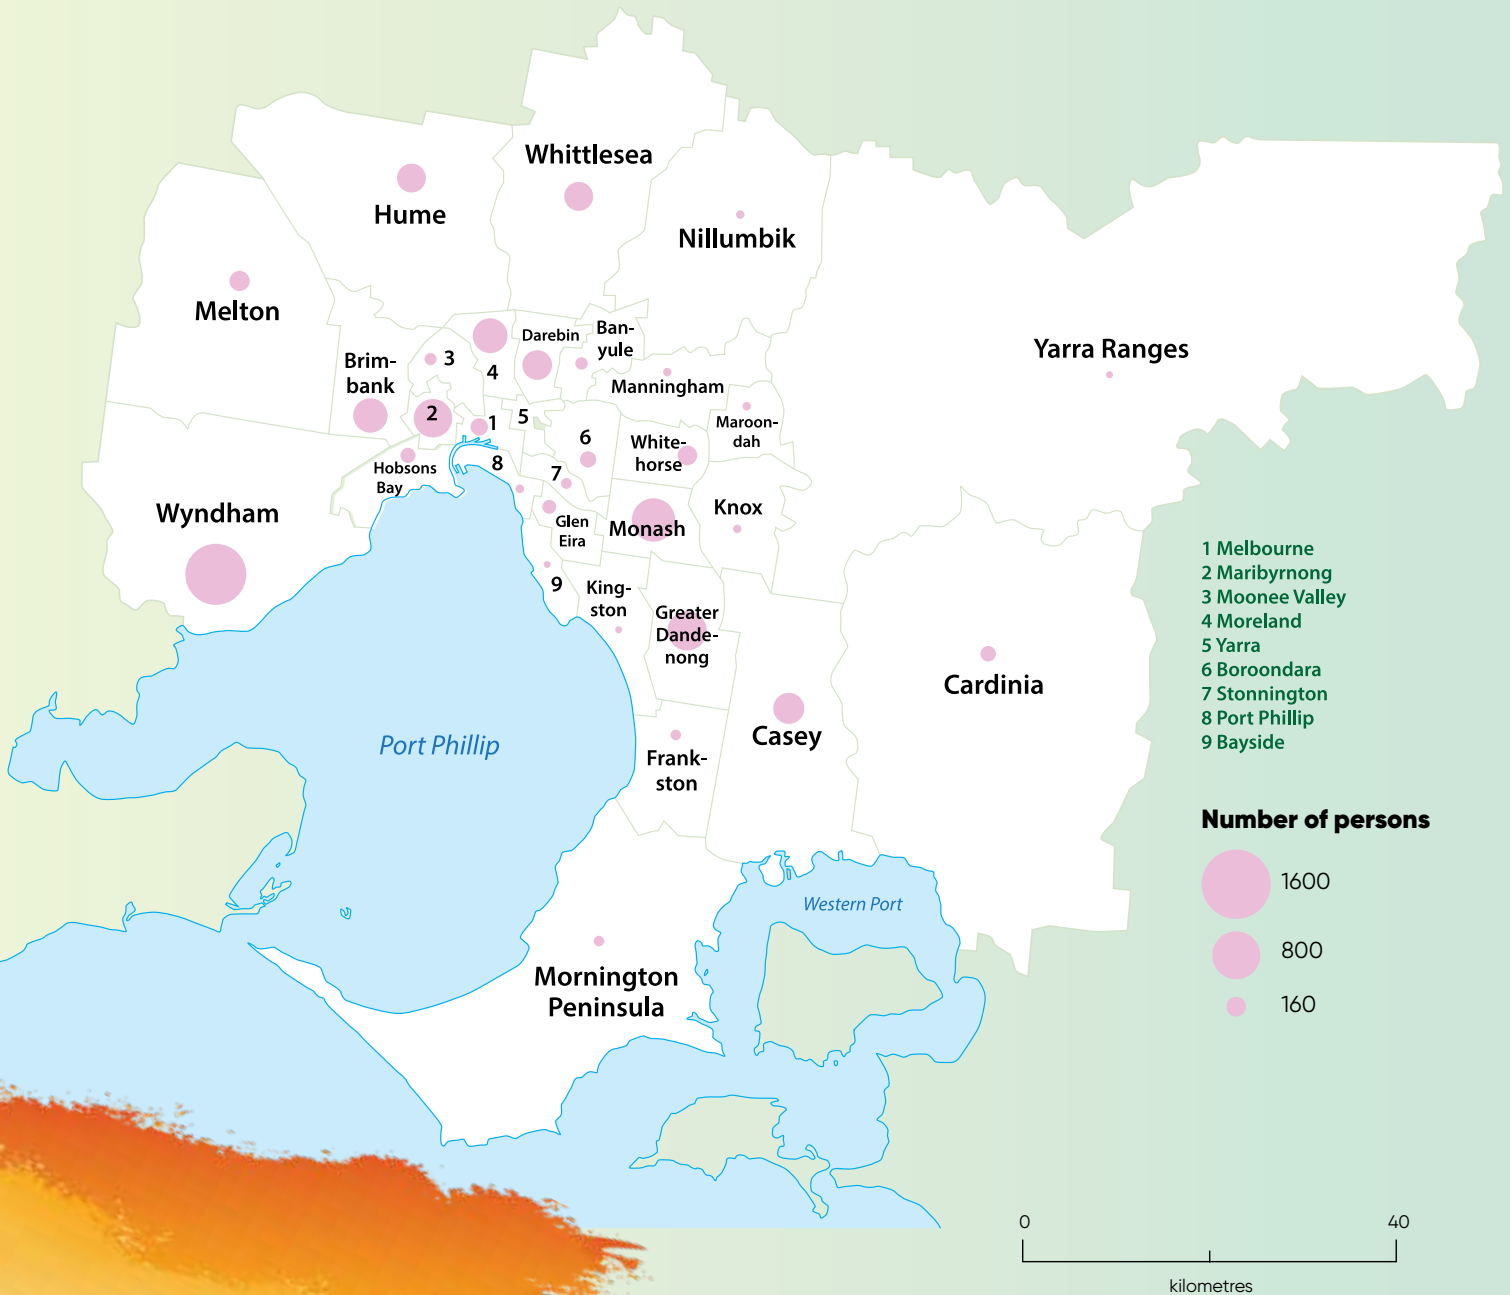 Whittlesea
Hume
Nillumbik
Melton
Darebin
Ban-
yule
Yarra Ranges
3
Brim-
bank
4
Manningham
2
1
5
Maroon-
dah
6
White-
horse
8
Hobsons
Bay
7
Wyndham
Knox
Glen
Eira
Monash
9
King-
ston
Greater
Dande-
nong
Cardinia
Casey
Port Phillip
Frank-
ston
Western Port
Mornington
Peninsula
1 Melbourne
2 Maribyrnong
3 Moonee Valley
4 Moreland
5 Yarra
6 Boroondara
7 Stonnington
8 Port Phillip
9 Bayside
Number of persons
1600
800
160
0
40
kilometres